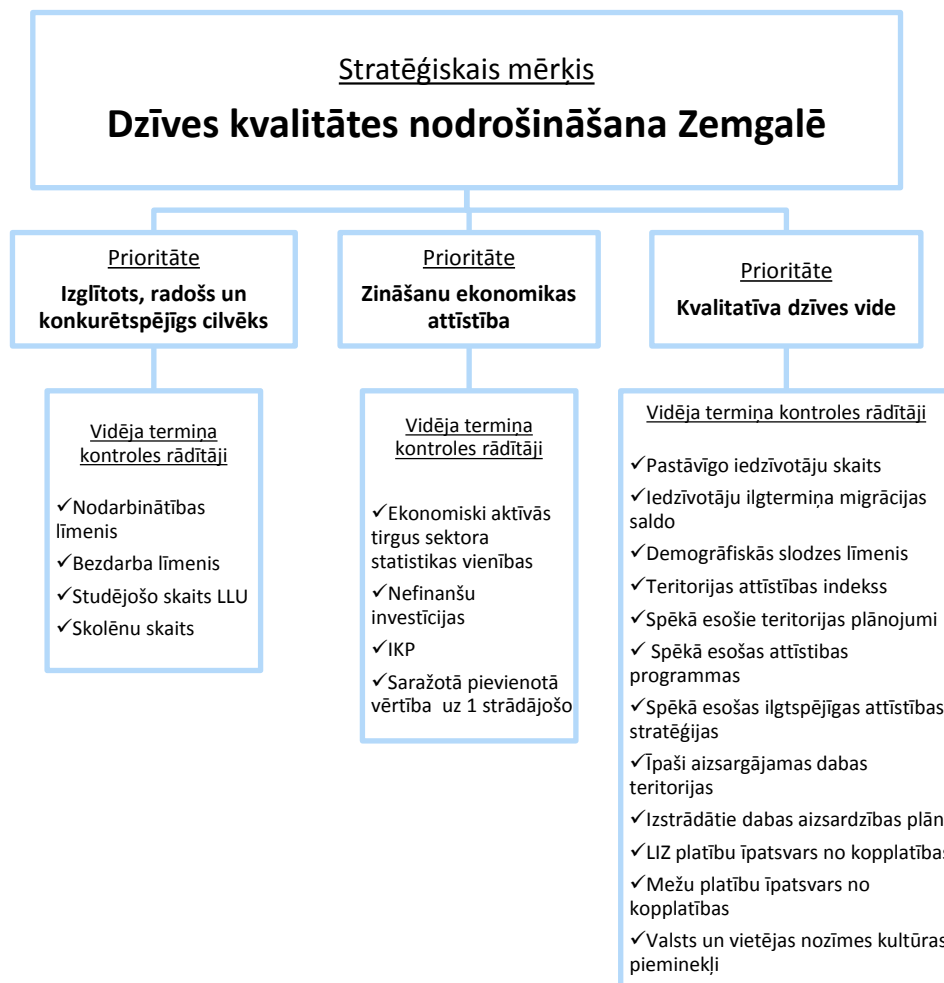 Stratēģiskais mērķis
Dzīves kvalitātes nodrošināšana Zemgalē
Prioritāte
Izglītots, radošs un
konkurētspējīgs cilvēks
Prioritāte
Zināšanu ekonomikas
attīstība
Prioritāte
Kvalitatīva dzīves vide
Vidēja termiņa
kontroles rādītāji
✓Nodarbinātības
līmenis
✓Bezdarba līmenis
✓Studējošo skaits LLU
✓Skolēnu skaits
Vidēja termiņa
kontroles rādītāji
✓Ekonomiski aktīvās
tirgus sektora
statistikas vienības
✓Nefinanšu
investīcijas
✓IKP
✓Saražotā pievienotā
vērtība uz 1 strādājošo
Vidēja termiņa kontroles rādītāji
✓Pastāvīgo iedzīvotāju skaits
✓Iedzīvotāju ilgtermiņa migrācijas
saldo
✓Demogrāfiskās slodzes līmenis
✓Teritorijas attīstības indekss
✓Spēkā esošie teritorijas plānojumi
✓ Spēkā esošas attīstibas
programmas
✓Spēkā esošas ilgtspējīgas attīstības
stratēģijas
✓Īpaši aizsargājamas dabas
teritorijas
✓Izstrādātie dabas aizsardzības plān
✓LIZ platību īpatsvars no kopplatības
✓Mežu platību īpatsvars no
kopplatības
✓Valsts un vietējas nozīmes kultūras
pieminekļi